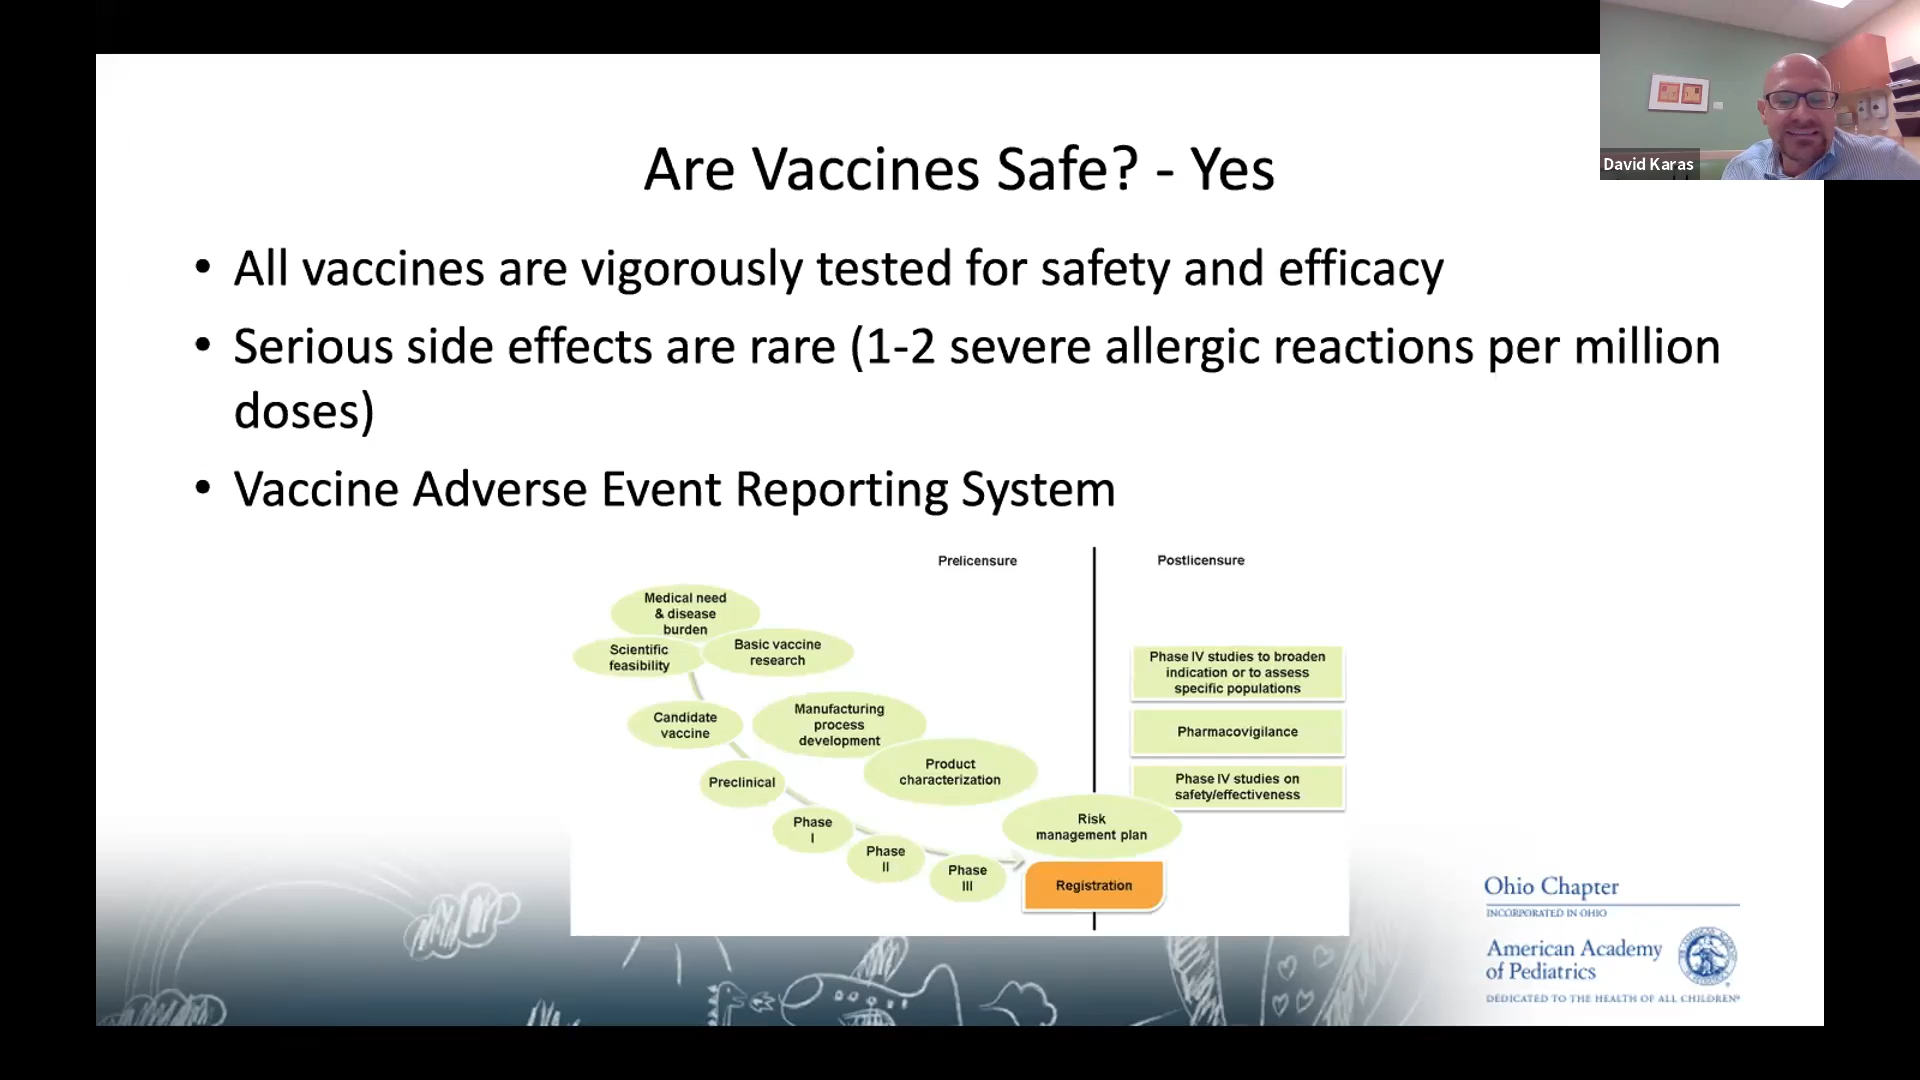 David Karas
Are Vaccines Safe? - Yes
• All vaccines are vigorously tested for safety and efficacy
• Serious side effects are rare (1-2 severe allergic reactions per million
doses)
• Vaccine Adverse Event Reporting System
Prelicensure
Postlicensure
Medical need
& disease
burden
Scientific
feasibility
Basic vaccine
research
Candidate
vaccine
Manufacturing
process
development
Product
characterization
Preclinical
Phase
I
Phase
II
Phase
III
Risk
management plan
Registration
Phase IV studies to broaden
indication or to assess
specific populations
Pharmacovigilance
Phase IV studies on
safety/effectiveness
Ohio Chapter
INCORPORATED IN OHIO
American Academy
of Pediatrics
DEDICATED TO THE HEALTH OF ALL CHILDREN®